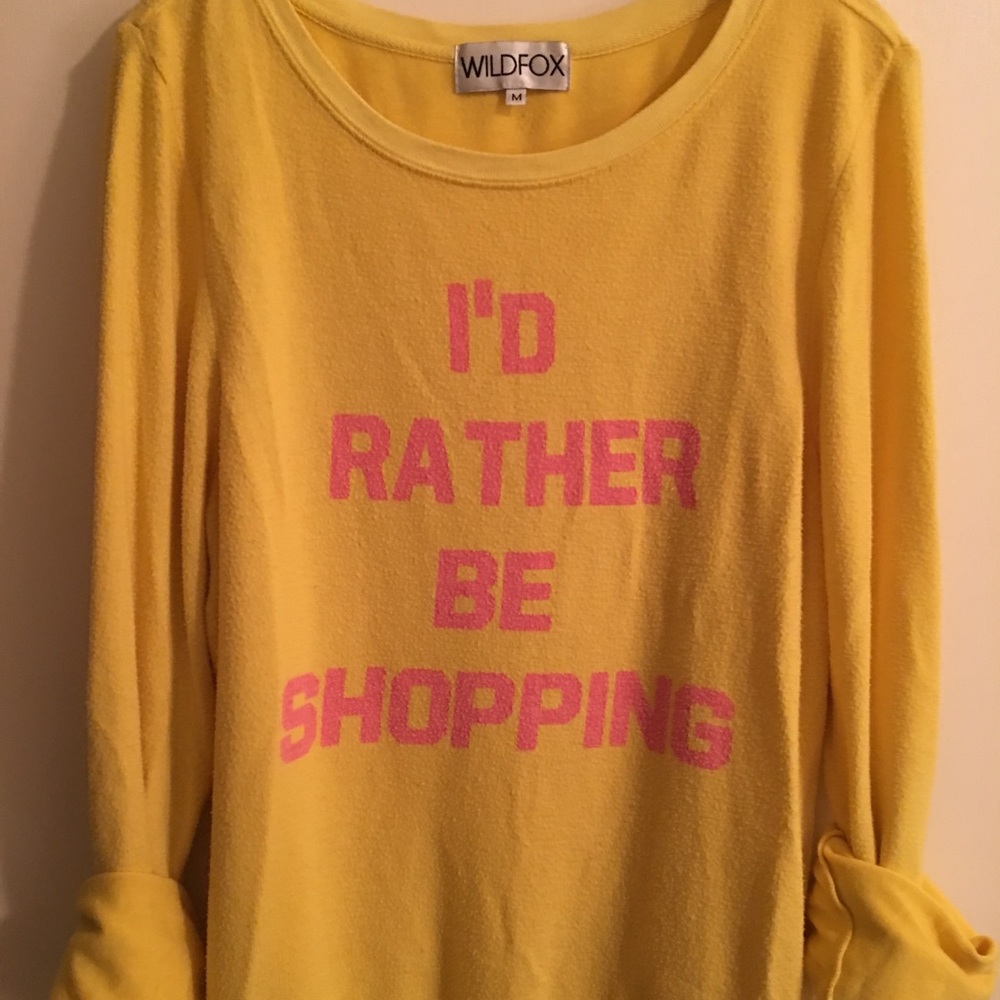 WILDFOX
M
I'D
RATHER
BE
SHOPPING